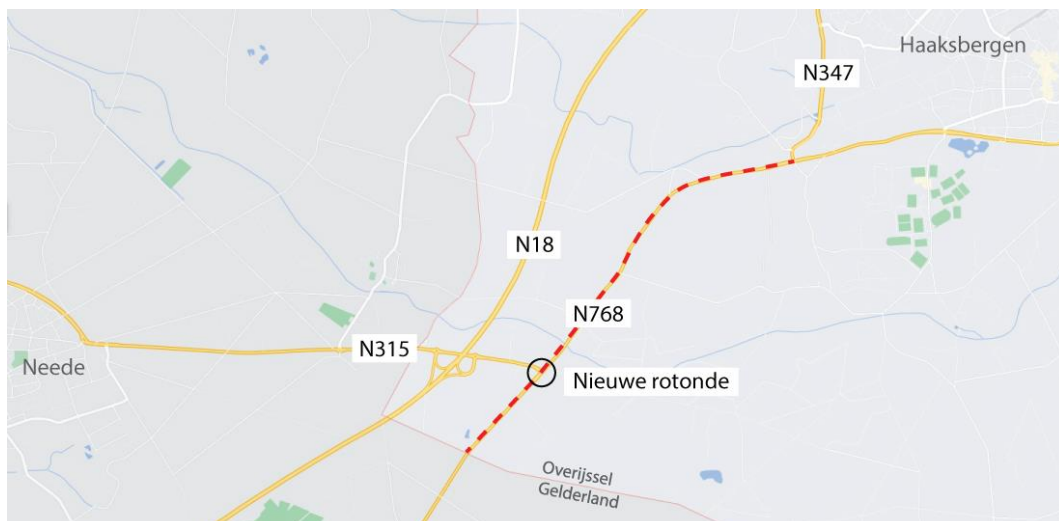 Haaksbergen
N347
N18
N768
N315
Neede
Nieuwe rotonde
Overijssel
Gelderland